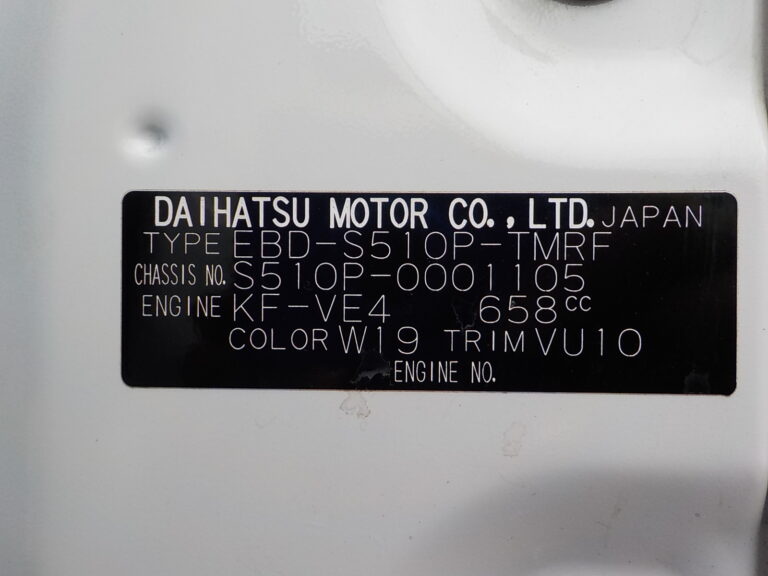 DAIHATSU MOTOR CO., LTD. JAPAN
TYPE EBD-S510P-TMRF
CHASSIS NO. S510P-0001105
ENGINE KF-VE4 658cc
COLOR W19 TRIM VU10
ENGINE NO.